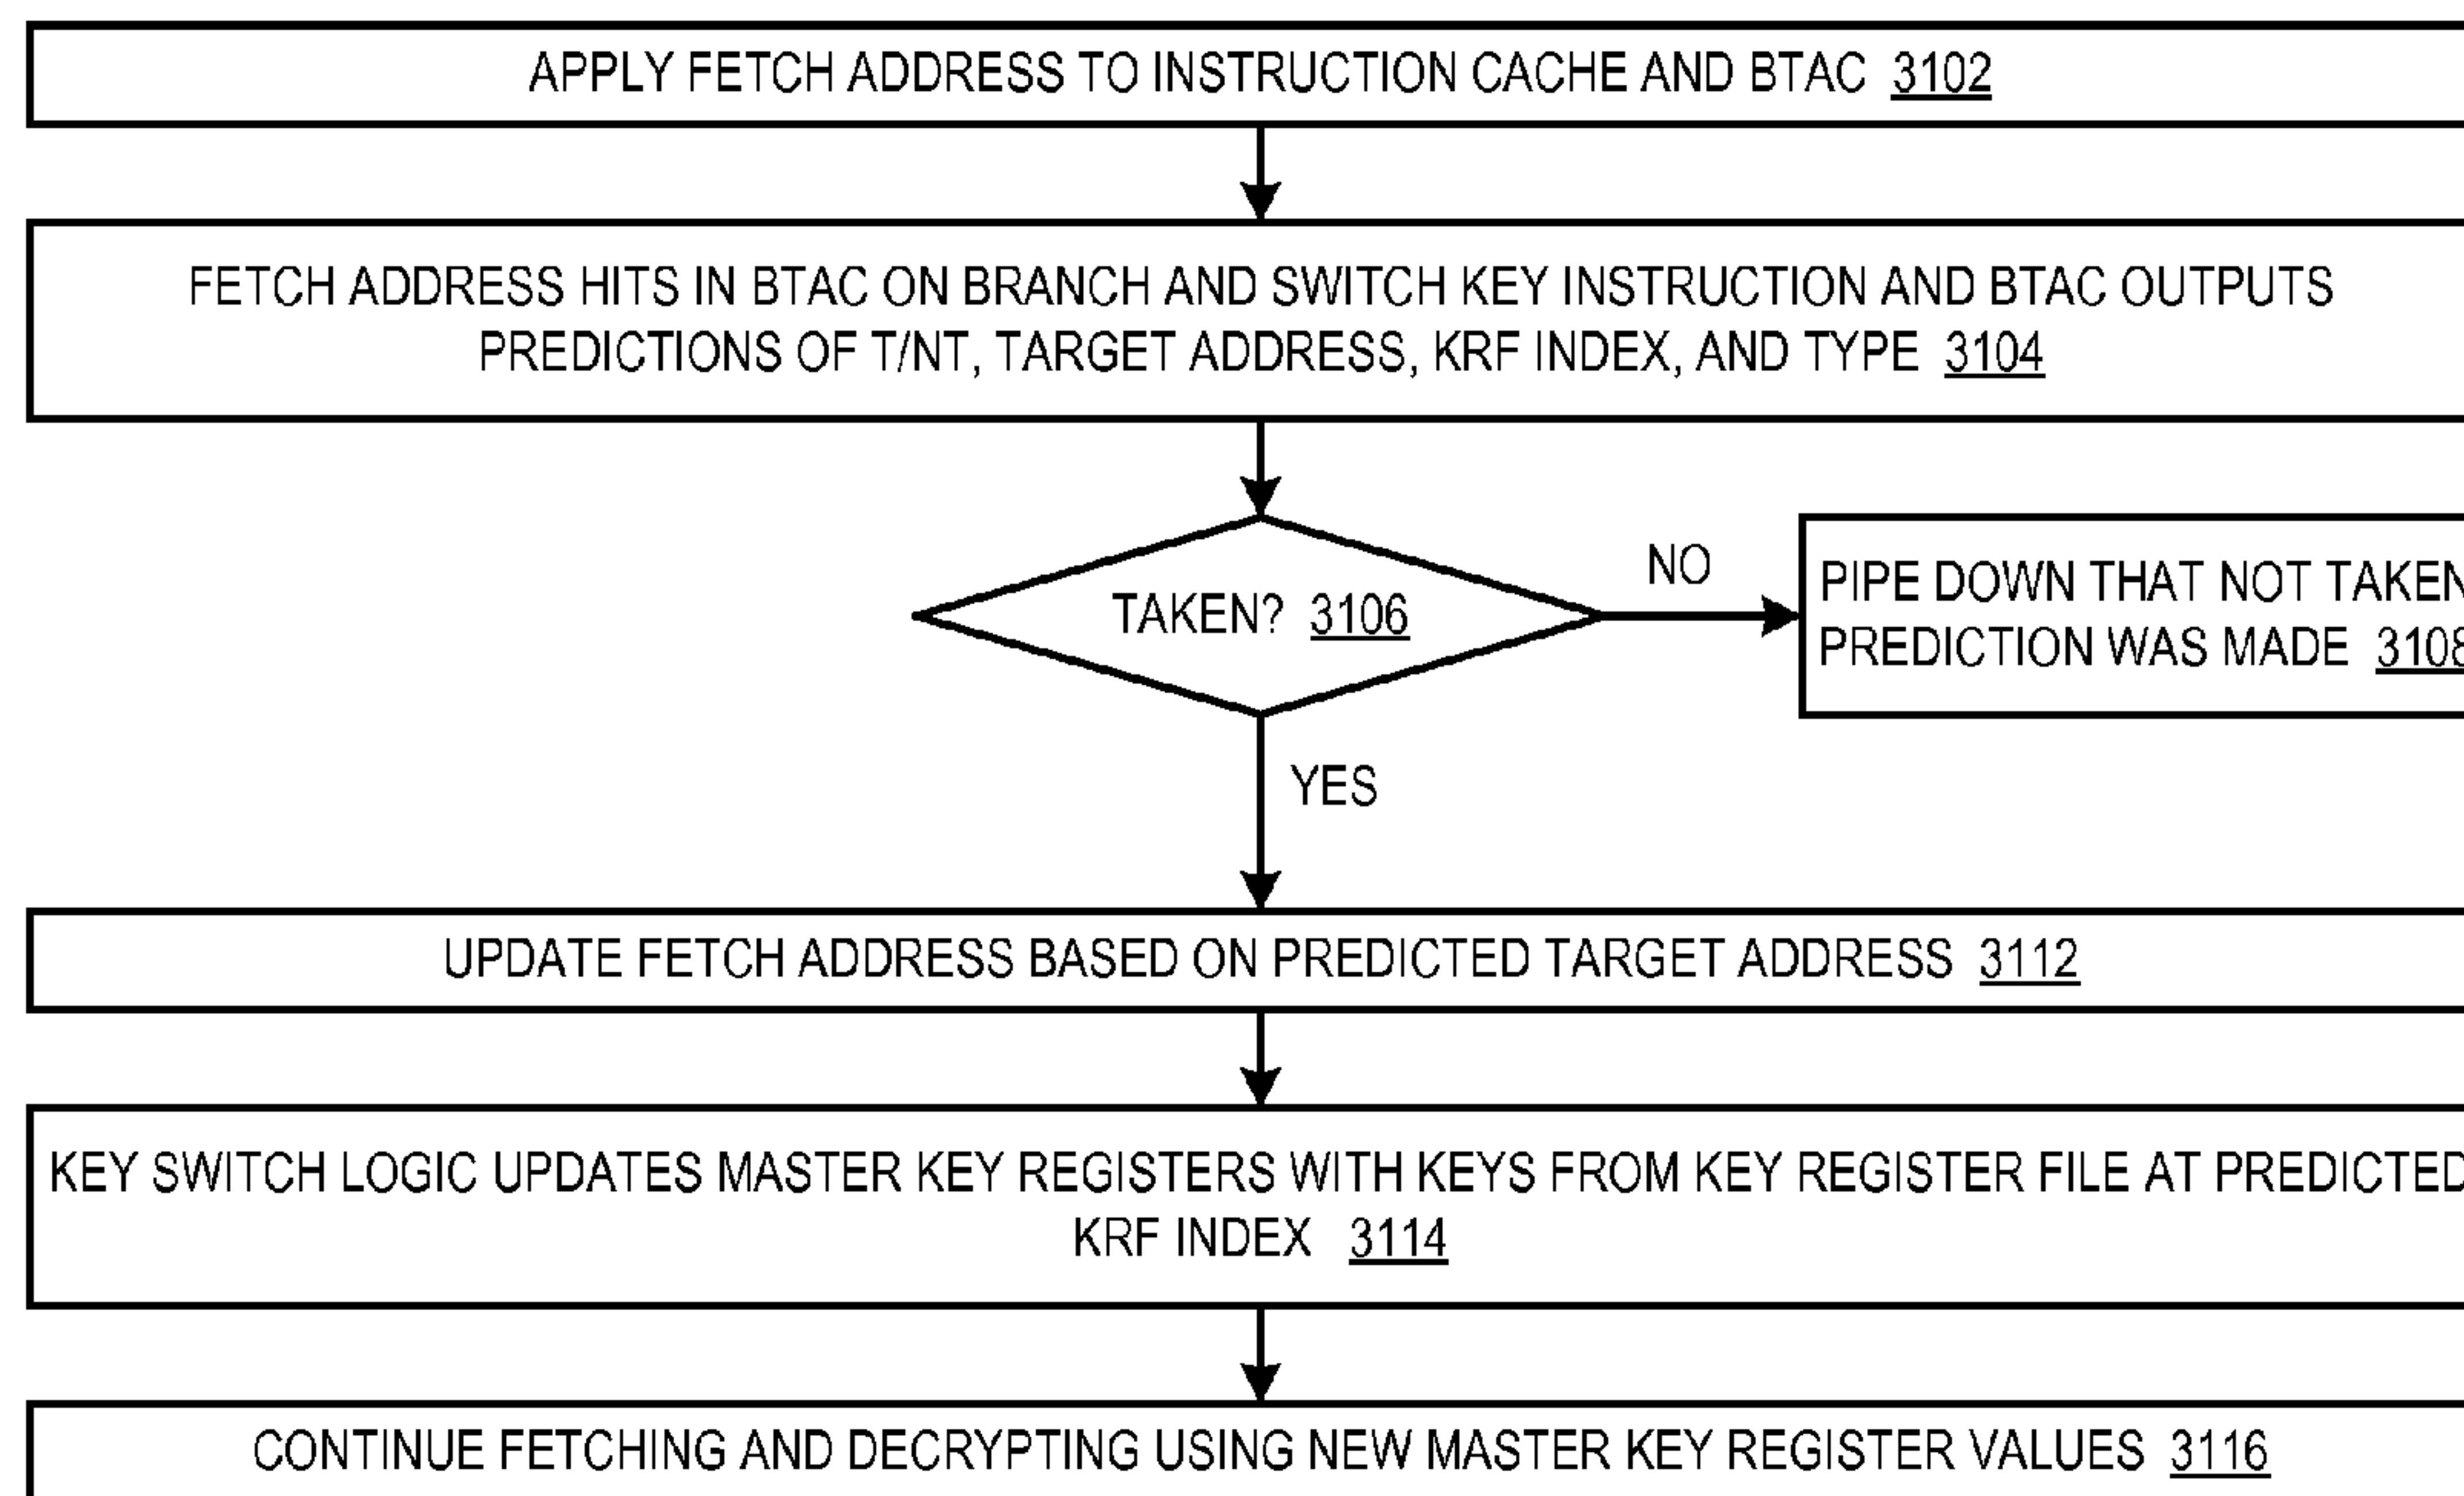 APPLY FETCH ADDRESS TO INSTRUCTION CACHE AND BTAC 3102
FETCH ADDRESS HITS IN BTAC ON BRANCH AND SWITCH KEY INSTRUCTION AND BTAC OUTPUTS
PREDICTIONS OF T/NT, TARGET ADDRESS, KRF INDEX, AND TYPE 3104
TAKEN? 3106
NO
PIPE DOWN THAT NOT TAKEN
PREDICTION WAS MADE 3108
YES
UPDATE FETCH ADDRESS BASED ON PREDICTED TARGET ADDRESS 3112
KEY SWITCH LOGIC UPDATES MASTER KEY REGISTERS WITH KEYS FROM KEY REGISTER FILE AT PREDICTED
KRF INDEX 3114
CONTINUE FETCHING AND DECRYPTING USING NEW MASTER KEY REGISTER VALUES 3116